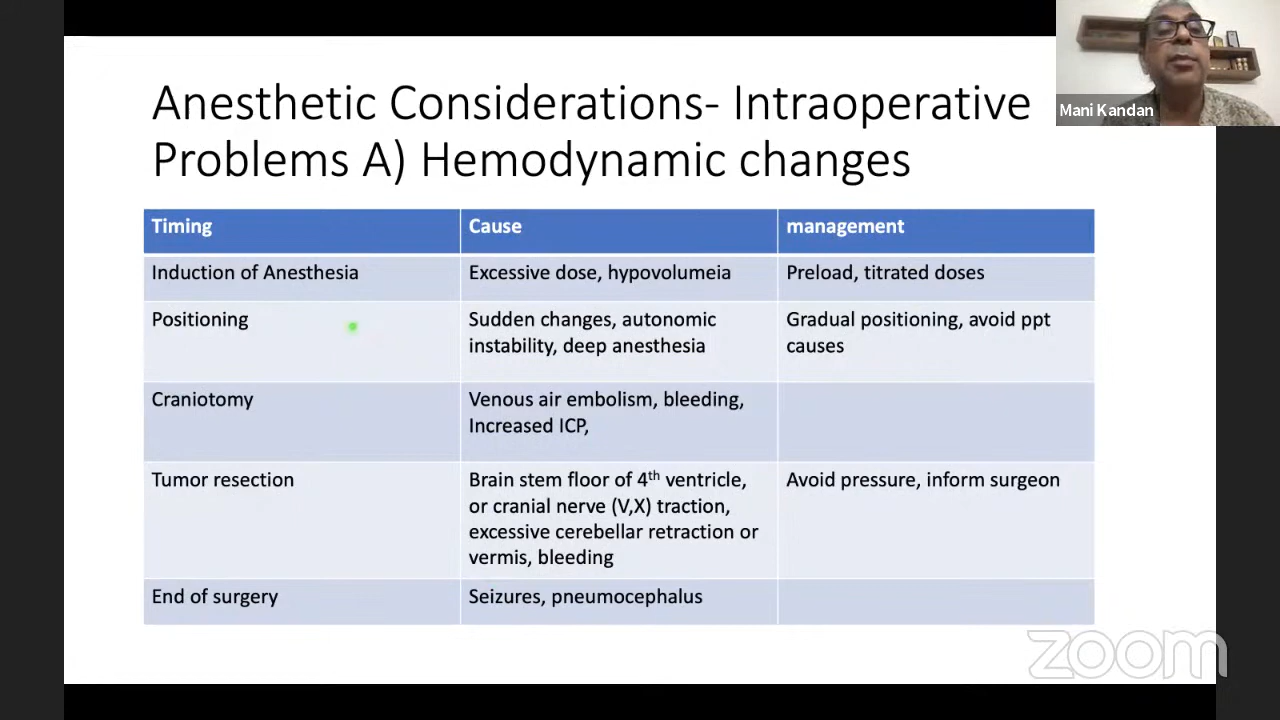 Anesthetic Considerations- Intraoperative
Problems A) Hemodynamic changes
Mani Kandan
Timing
Cause
management
Induction of Anesthesia
Excessive dose, hypovolumeia
Preload, titrated doses
Positioning
Sudden changes, autonomic
instability, deep anesthesia
Gradual positioning, avoid ppt
causes
Craniotomy
Venous air embolism, bleeding,
Increased ICP,
Tumor resection
Brain stem floor of 4th ventricle,
or cranial nerve (V,X) traction,
excessive cerebellar retraction or
vermis, bleeding
Avoid pressure, inform surgeon
End of surgery
Seizures, pneumocephalus
zoom